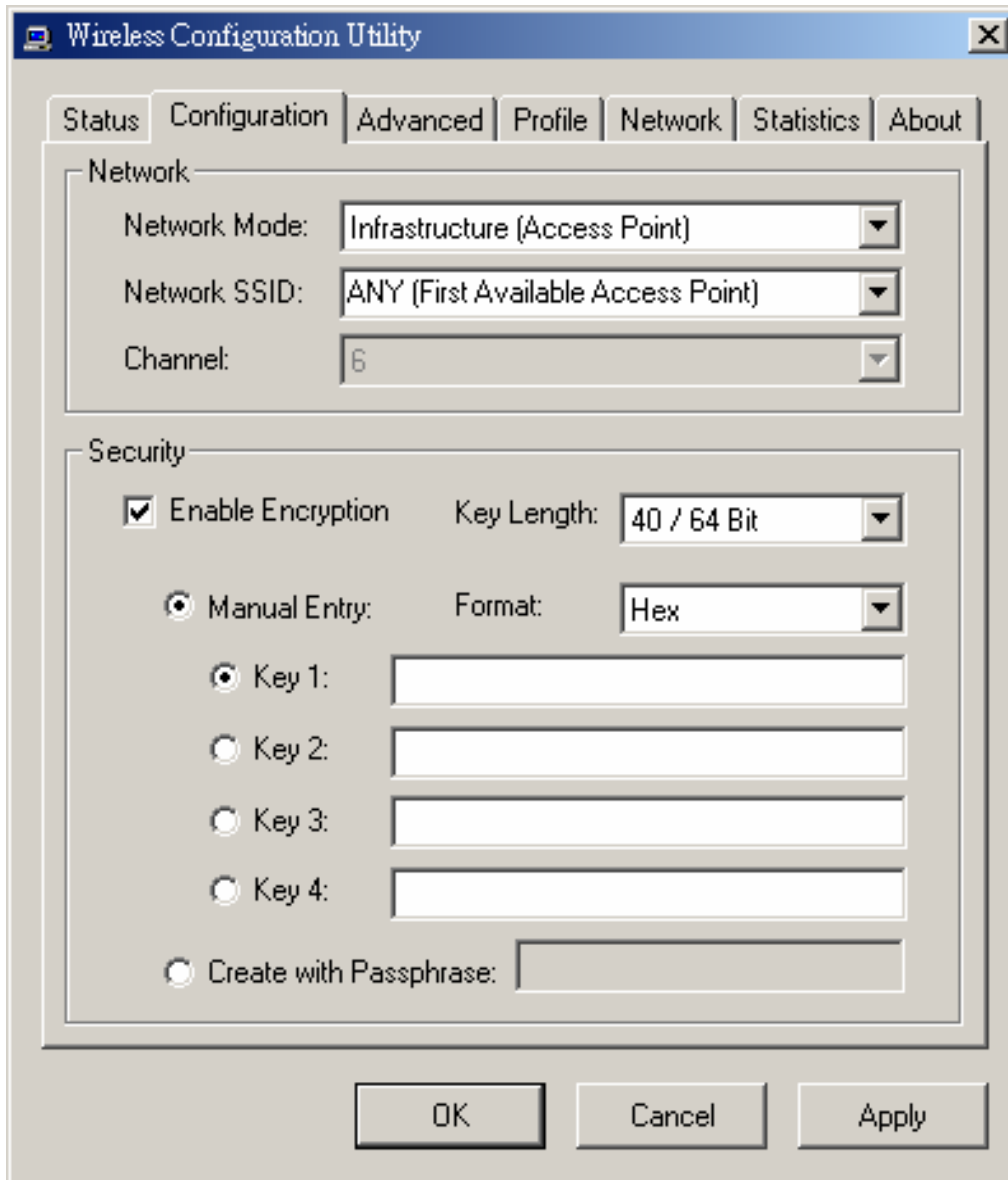 Wireless Configuration Utility
Status Configuration Advanced Profile Network Statistics About
Network
Network Mode: Infrastructure (Access Point)
Network SSID: ANY (First Available Access Point)
Channel: 6
Security
Enable Encryption Key Length: 40 / 64 Bit
Manual Entry: Format: Hex
Key 1:
Key 2:
Key 3:
Key 4:
Create with Passphrase:
OK Cancel Apply